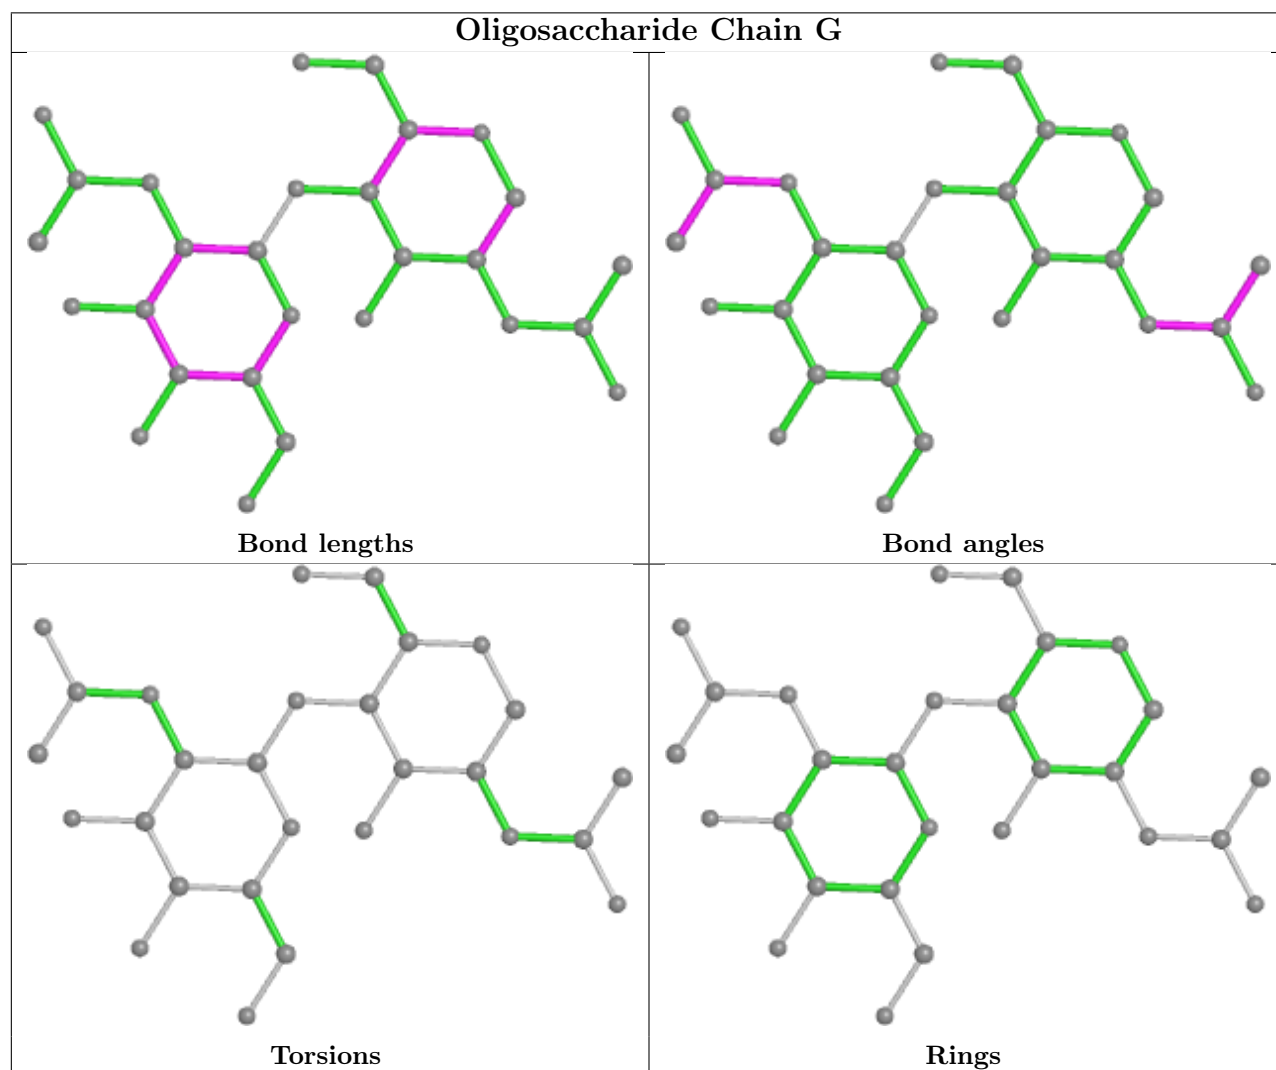 Oligosaccharide Chain G
Bond lengths
Bond angles
Torsions
Rings